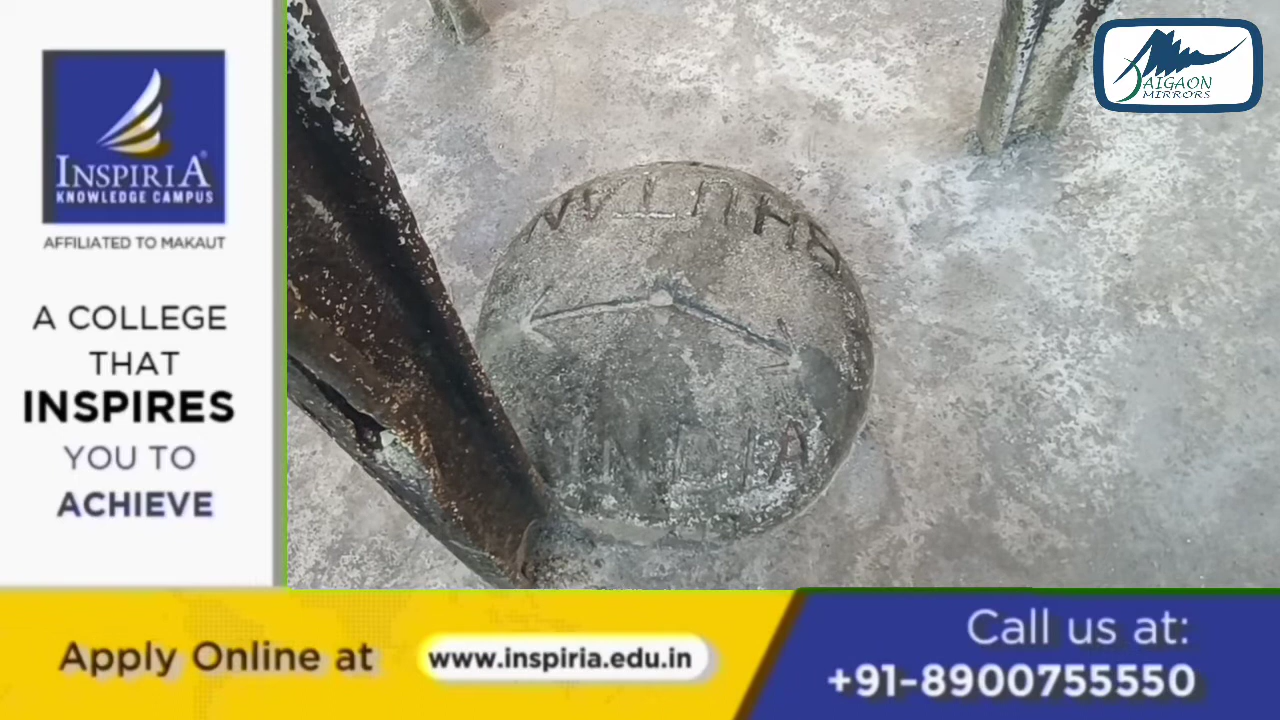 INSPIRIA®
KNOWLEDGE CAMPUS
AFFILIATED TO MAKAUT
A COLLEGE
THAT
INSPIRES
YOU TO
ACHIEVE
JAIGAON
MIRRORS
INDIA
Apply Online at
www.inspiria.edu.in
Call us at:
+91-8900755550